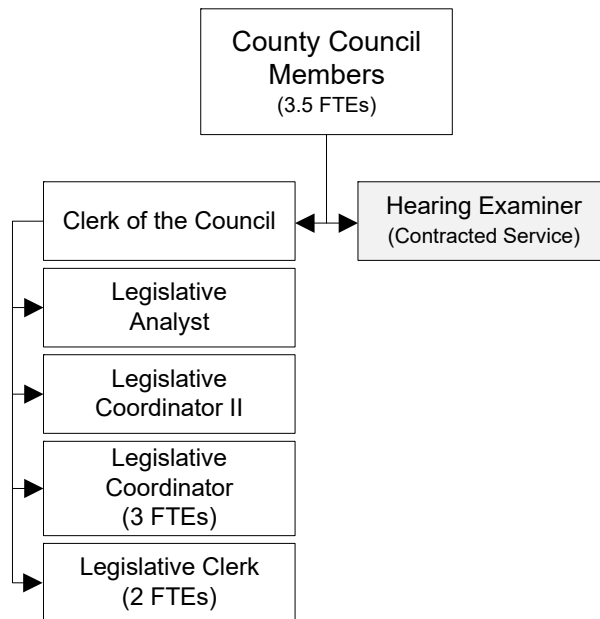 County Council
Members
(3.5 FTEs)
Clerk of the Council
Hearing Examiner
(Contracted Service)
Legislative
Analyst
Legislative
Coordinator II
Legislative
Coordinator
(3 FTEs)
Legislative Clerk
(2 FTEs)